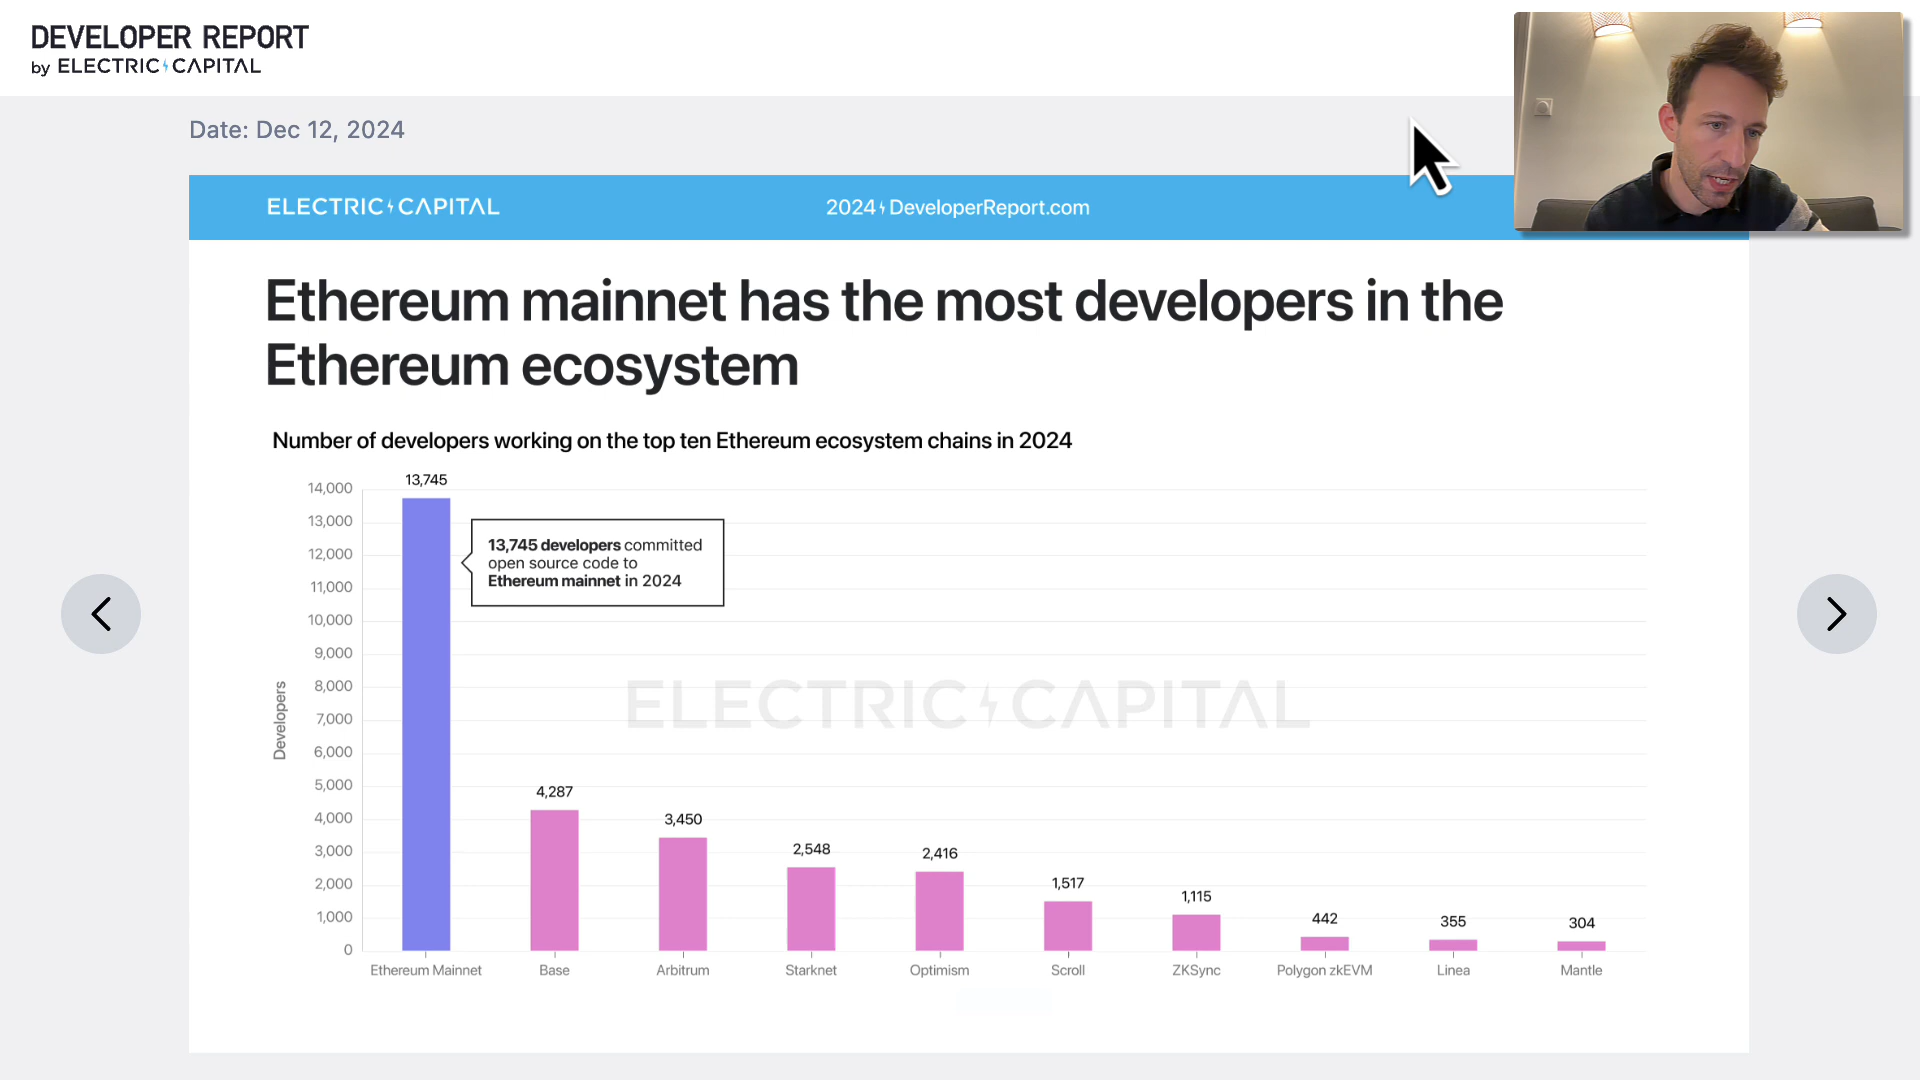 DEVELOPER REPORT
by ELECTRIC CAPITAL
Date: Dec 12, 2024
ELECTRIC CAPITAL
2024 DeveloperReport.com
Ethereum mainnet has the most developers in the
Ethereum ecosystem
Number of developers working on the top ten Ethereum ecosystem chains in 2024
Developers
14,000
13,000
12,000
11,000
10,000
9,000
8,000
7,000
6,000
5,000
4,000
3,000
2,000
1,000
0
13,745
13,745 developers committed
open source code to
Ethereum mainnet in 2024
ELECTRIC CAPITAL
4,287
3,450
2,548
2,416
1,517
1,115
442
355
304
Ethereum Mainnet
Base
Arbitrum
Starknet
Optimism
Scroll
ZKSync
Polygon zkEVM
Linea
Mantle